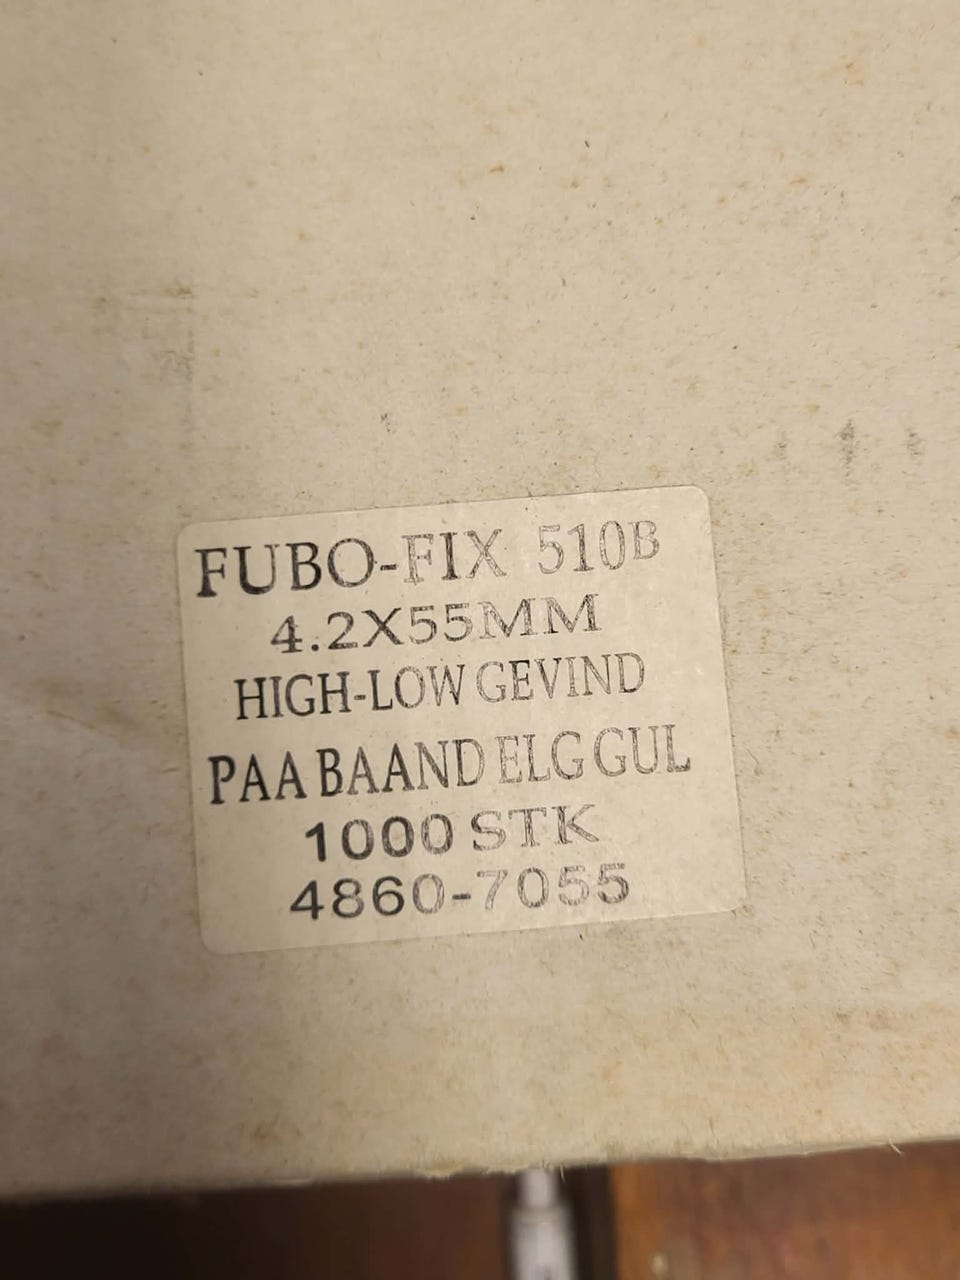 FUBO-FIX 510B
4.2X55MM
HIGH-LOW GEVIND
PAA BAAND ELG GUL
1000 STK
4860-7055